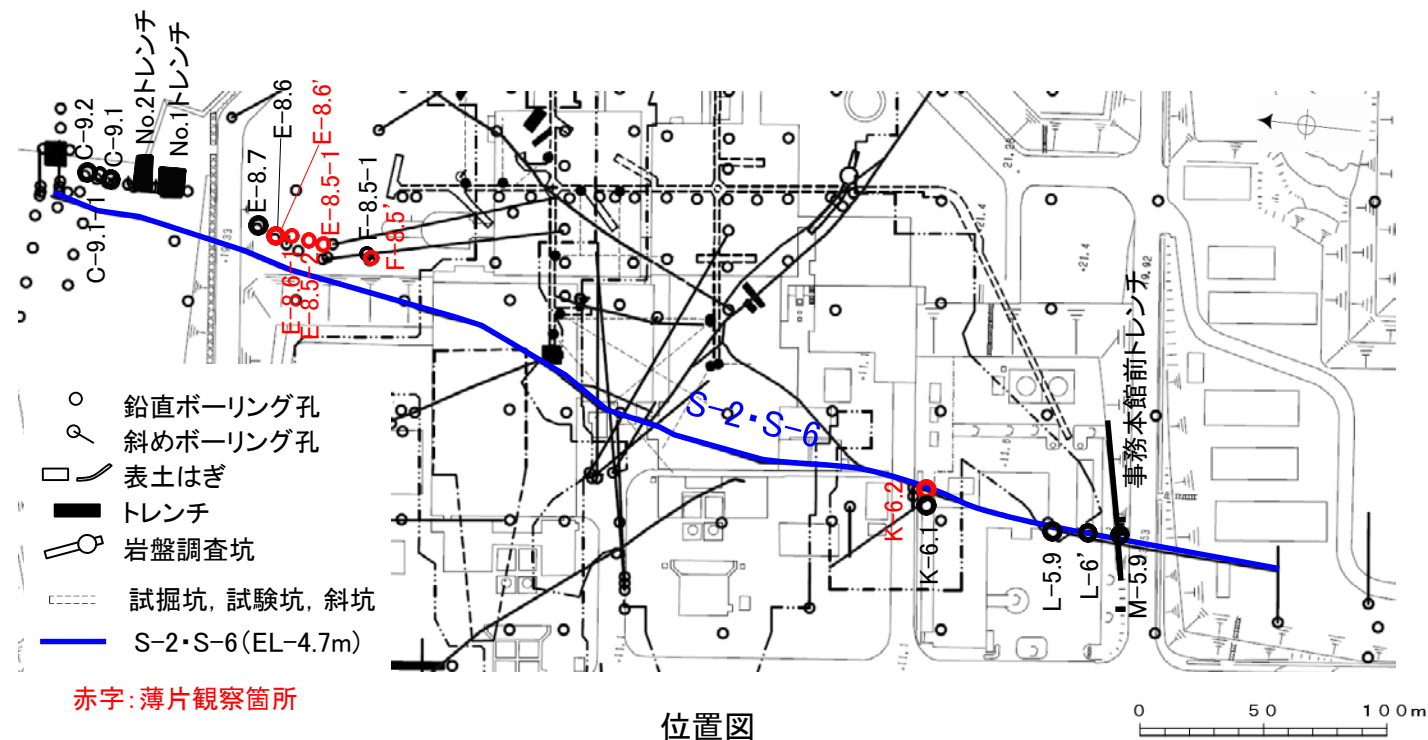 C-9.2
C-9.1
No.2トレンチ
No.1トレンチ
C-9.1-1
E-8.7
E-8.6
E-8.6'
E-8.5-1
F-8.5-1
F-8.5'
E-8.6-1
E-8.5-2
21.4
-21.4
S-2・S-6
K-6.2
K-6.1
L-5.9
L-6'
M-5.9
事務本館前トレンチ
-11.1
鉛直ボーリング孔
斜めボーリング孔
表土はぎ
トレンチ
岩盤調査坑
試掘坑, 試験坑, 斜坑
S-2・S-6(EL-4.7m)
赤字:薄片観察箇所
位置図
0 50 100m